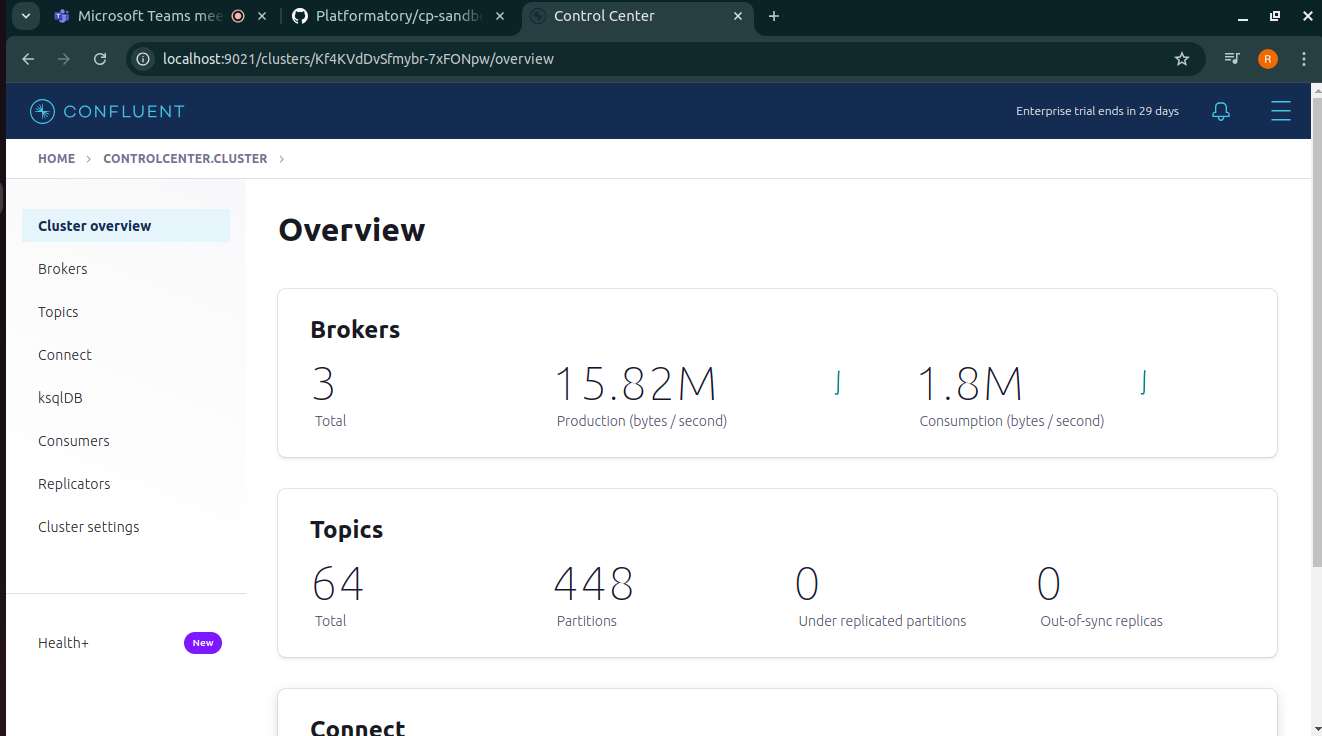 Microsoft Teams mee
Platformatory/cp-sandb
Control Center
localhost:9021/clusters/Kf4KVdDvSfmybr-7xFONpw/overview
R
CONFLUENT
Enterprise trial ends in 29 days
HOME > CONTROLCENTER.CLUSTER >
Cluster overview
Brokers
Topics
Connect
ksqlDB
Consumers
Replicators
Cluster settings
Health+ New
Overview
Brokers
3 15.82M 1.8M
Total Production (bytes / second) Consumption (bytes / second)
Topics
64 448 0 0
Total Partitions Under replicated partitions Out-of-sync replicas
Connect